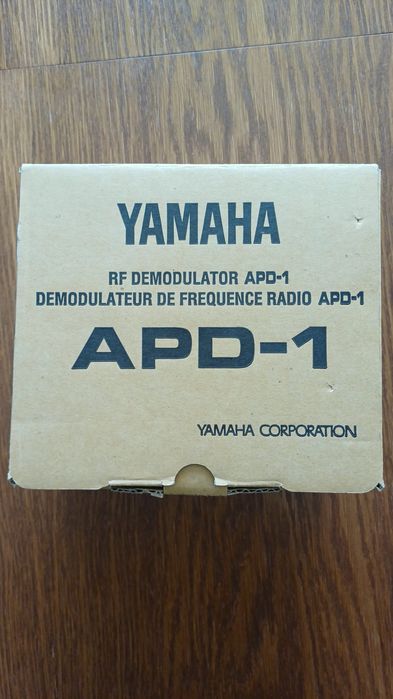 YAMAHA
RF DEMODULATOR APD-1
DEMODULATEUR DE FREQUENCE RADIO APD-1
APD-1
YAMAHA CORPORATION